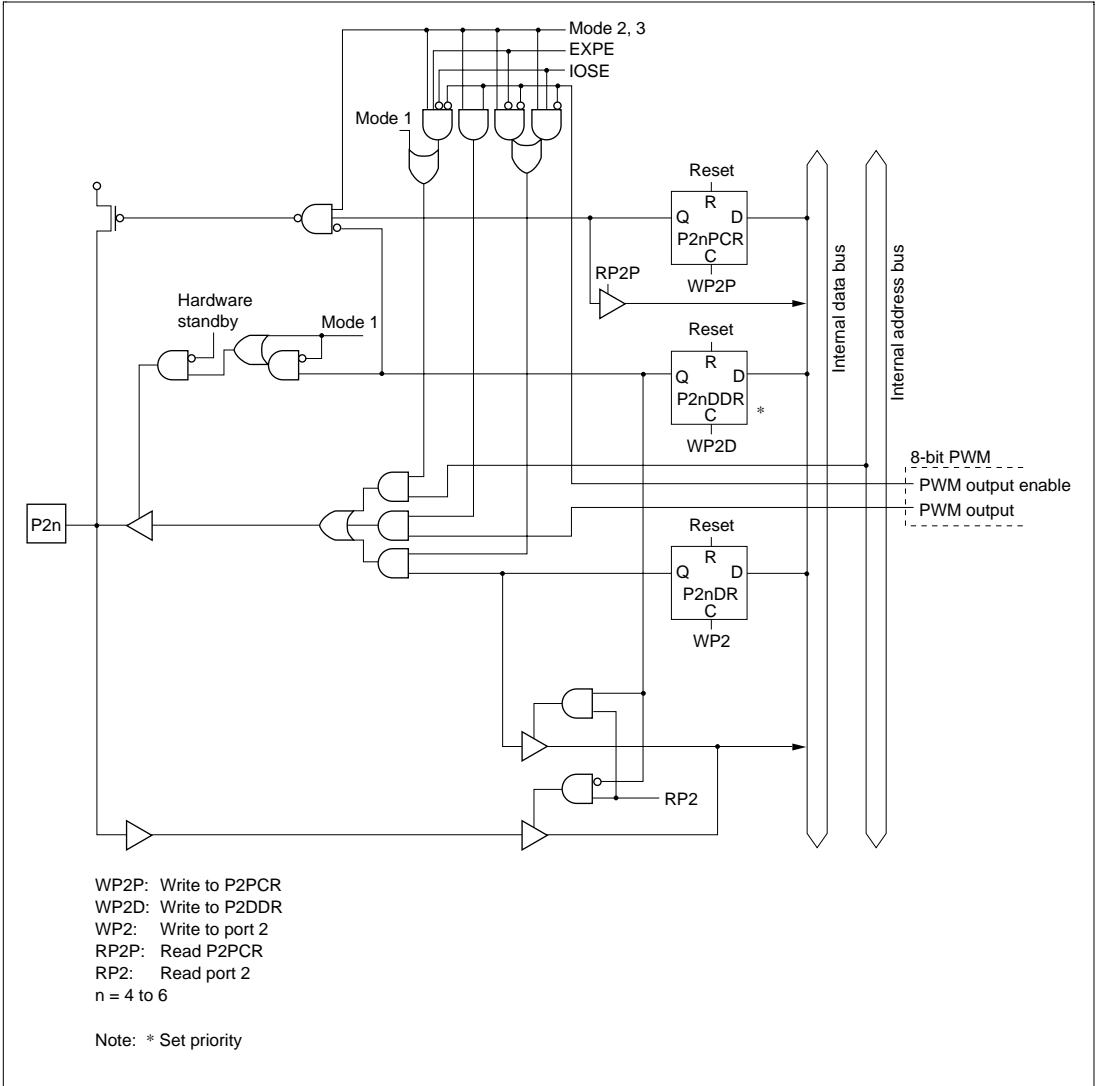 Mode 2, 3
EXPE
IOSE
Mode 1
Reset
R
Q D
P2nPCR
C
WP2P
RP2P
Hardware
standby
Mode 1
Reset
R
Q D
P2nDDR
C
*
WP2D
Internal data bus
Internal address bus
8-bit PWM
PWM output enable
PWM output
P2n
Reset
R
Q D
P2nDR
C
WP2
RP2
WP2P: Write to P2PCR
WP2D: Write to P2DDR
WP2: Write to port 2
RP2P: Read P2PCR
RP2: Read port 2
n = 4 to 6
Note: * Set priority